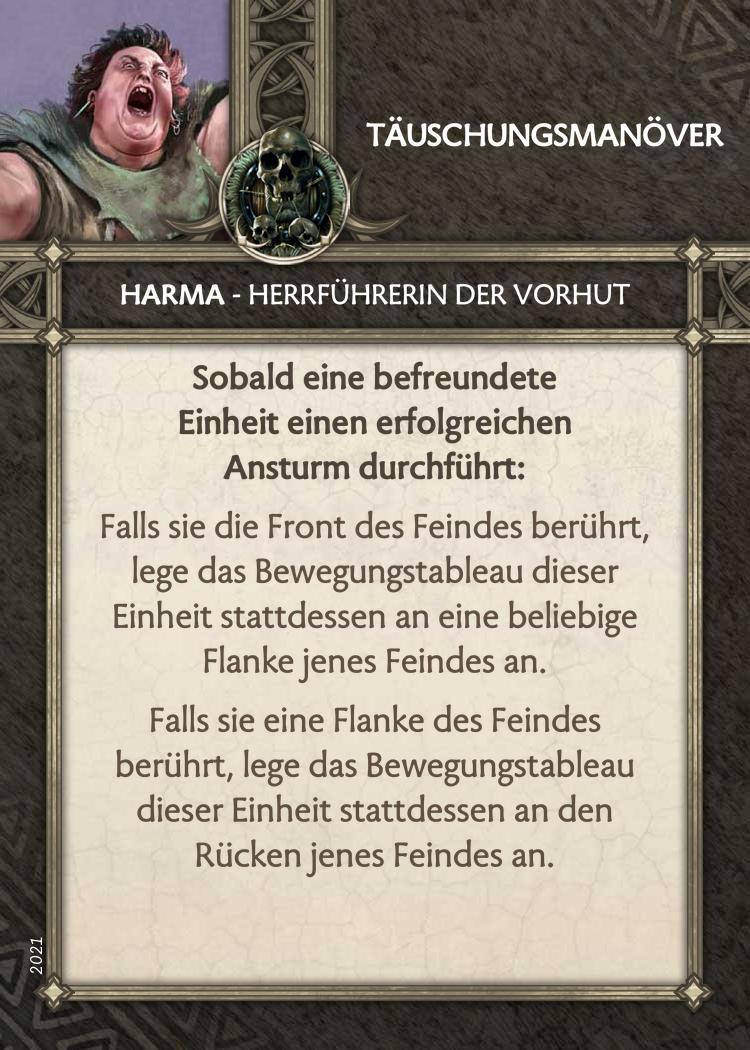 TÄUSCHUNGSMANÖVER
HARMA - HERRFÜHRERIN DER VORHUT
Sobald eine befreundete
Einheit einen erfolgreichen
Ansturm durchführt:
Falls sie die Front des Feindes berührt,
lege das Bewegungstableau dieser
Einheit stattdessen an eine beliebige
Flanke jenes Feindes an.
Falls sie eine Flanke des Feindes
berührt, lege das Bewegungstableau
dieser Einheit stattdessen an den
Rücken jenes Feindes an.
2021